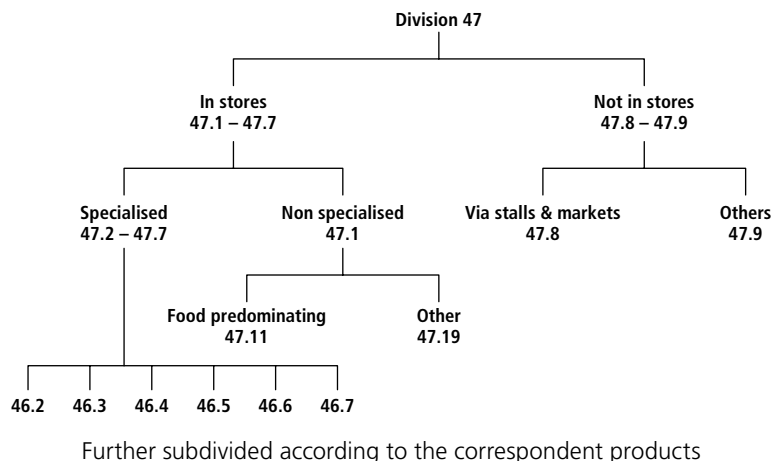 Division 47
In stores
47.1 – 47.7
Not in stores
47.8 – 47.9
Specialised
47.2 – 47.7
Non specialised
47.1
Via stalls & markets
47.8
Others
47.9
Food predominating
47.11
Other
47.19
46.2
46.3
46.4
46.5
46.6
46.7
Further subdivided according to the correspondent products